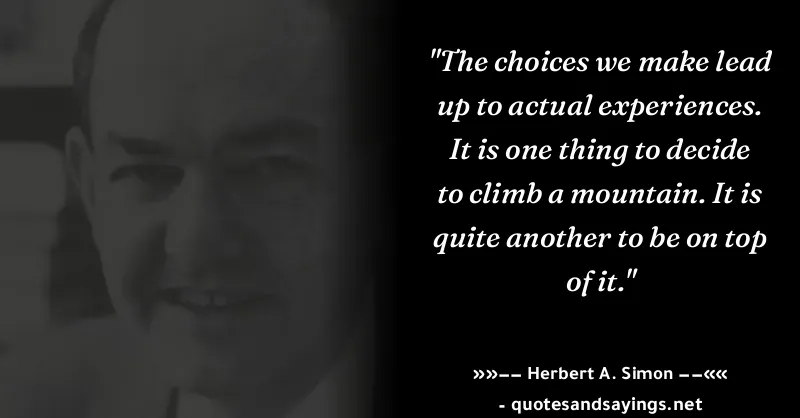 "The choices we make lead
up to actual experiences.
It is one thing to decide
to climb a mountain. It is
quite another to be on top
of it."
»»–– Herbert A. Simon ––««
- quotesandsayings.net